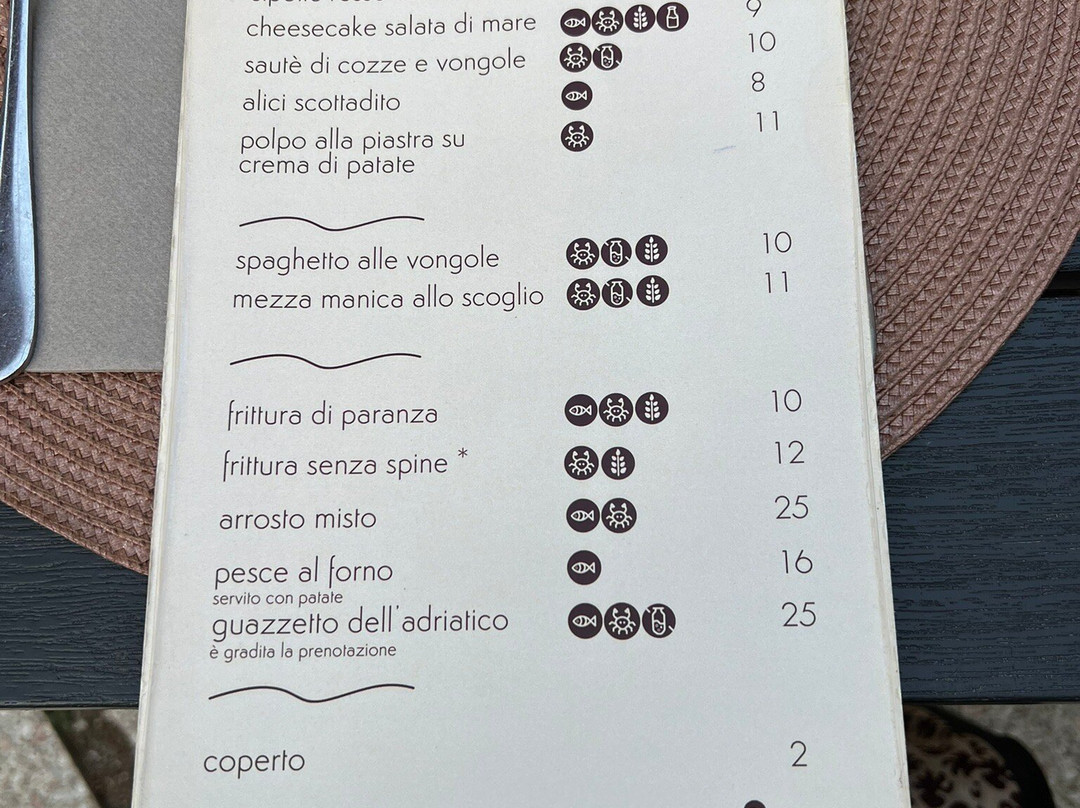 cheesecake salata di mare 9
sautè di cozze e vongole 10
alici scottadito 8
polpo alla piastra su 11
crema di patate
spaghetto alle vongole 10
mezza manica allo scoglio 11
frittura di paranza 10
frittura senza spine * 12
arrosto misto 25
pesce al forno 16
servito con patate
guazzetto dell'adriatico 25
è gradita la prenotazione
coperto 2